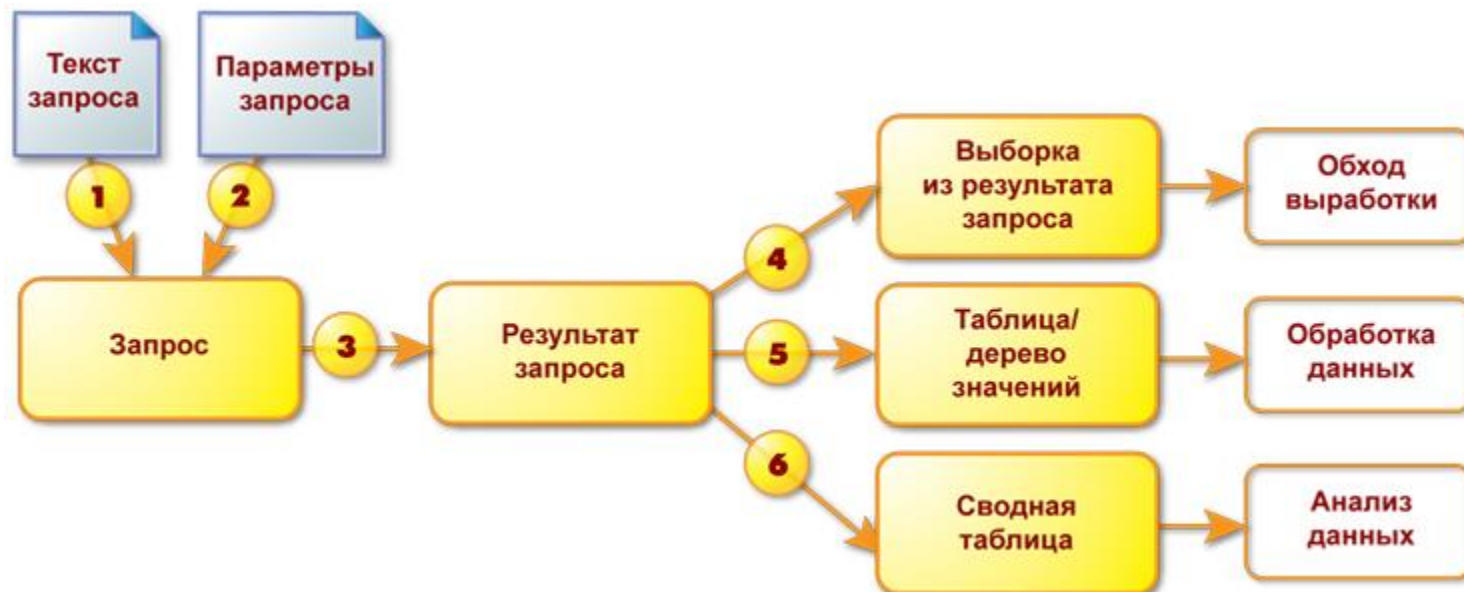 Текст
запроса
Параметры
запроса
1
2
Запрос
3
Результат
запроса
4
Выборка
из результата
запроса
Обход
выработки
5
Таблица/
дерево
значений
Обработка
данных
6
Сводная
таблица
Анализ
данных